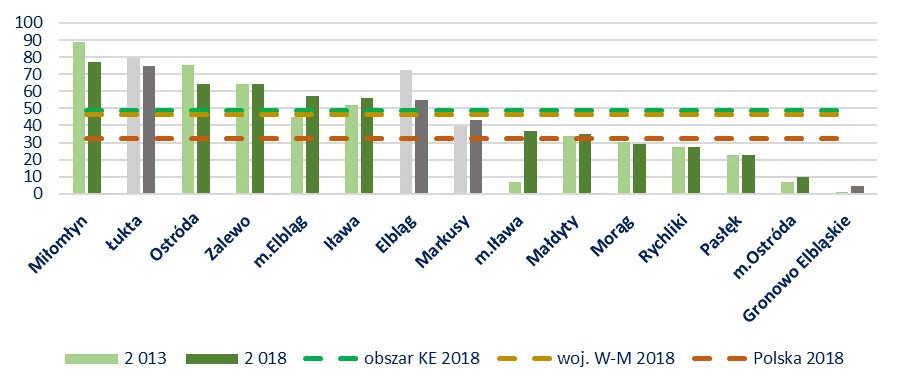 100
90
80
70
60
50
40
30
20
10
0
Miłomłyn
Łukta
Ostróda
Zalewo
m.Elbląg
Iława
Elbląg
Markusy
m.Iława
Małdyty
Morąg
Rychliki
Pasłęk
m.Ostróda
Gronowo Elbląskie
2 013 2 018 obszar KE 2018 woj. W-M 2018 Polska 2018